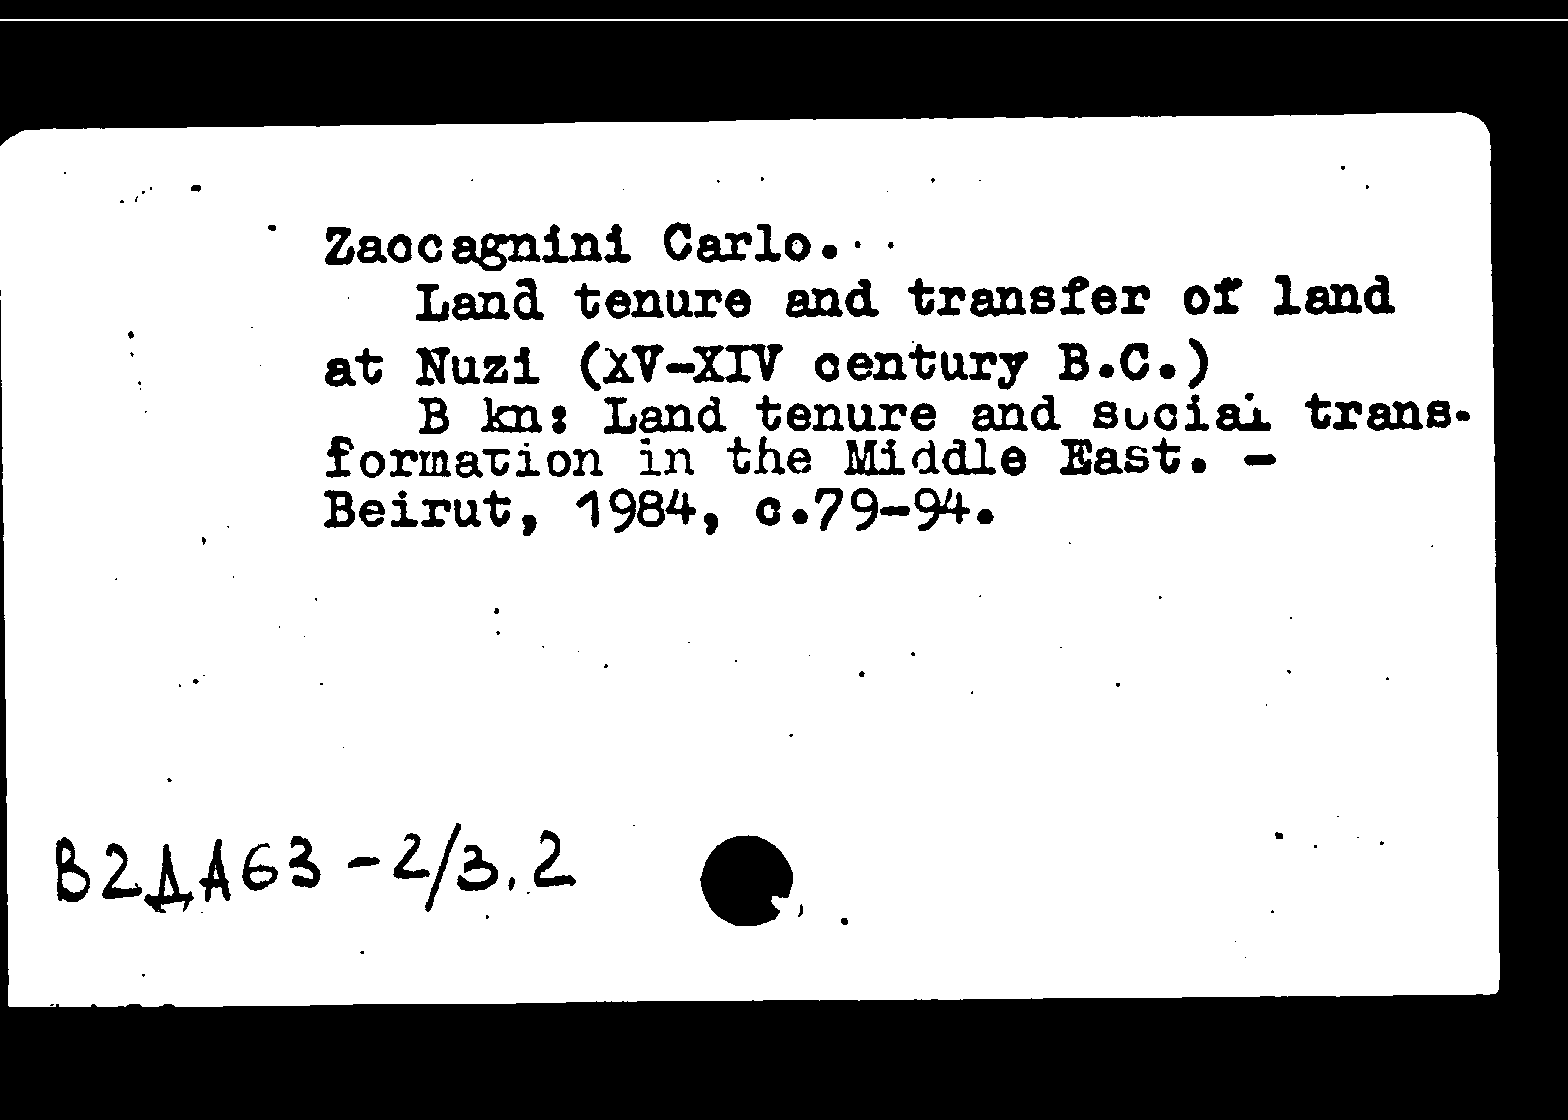 Zaccagnini Carlo.
Land tenure and transfer of land
at Nuzi (XV-XIV century B.C.)
B kn: Land tenure and social trans-
formation in the Middle East. -
Beirut, 1984, c.79-94.
В2ДА63-2/3.2